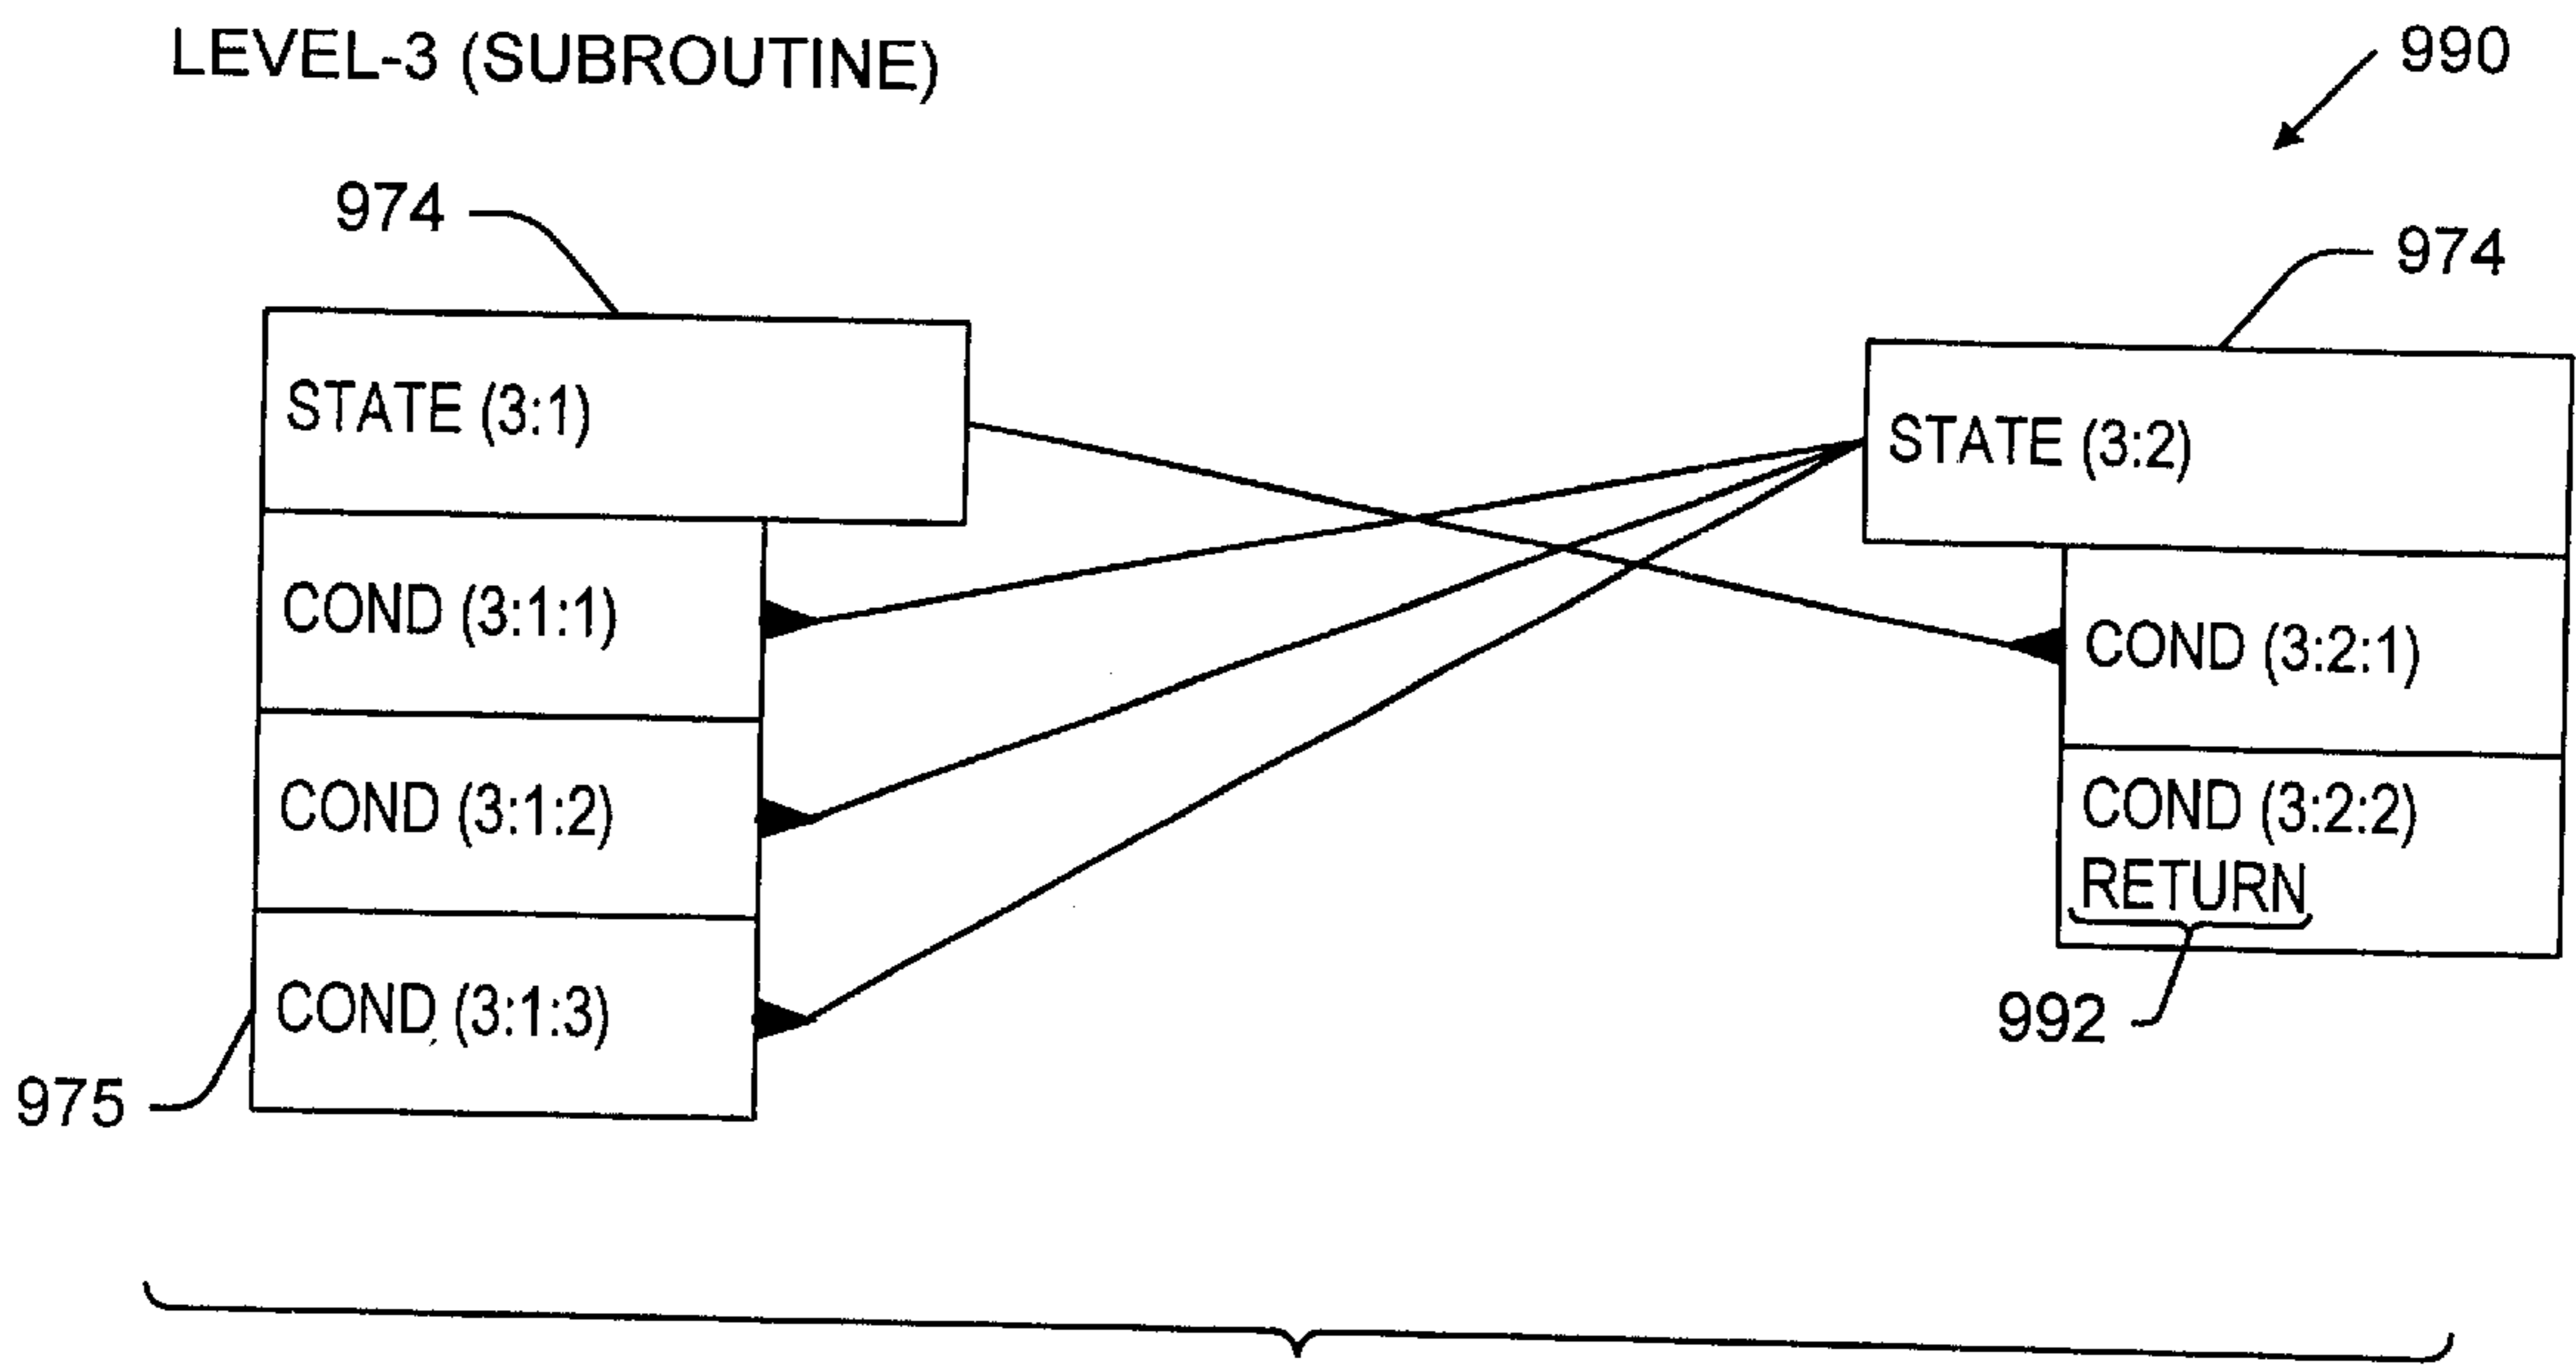 LEVEL-3 (SUBROUTINE)
990
974
974
STATE (3:1)
COND (3:1:1)
COND (3:1:2)
COND (3:1:3)
975
STATE (3:2)
COND (3:2:1)
COND (3:2:2)
RETURN
992